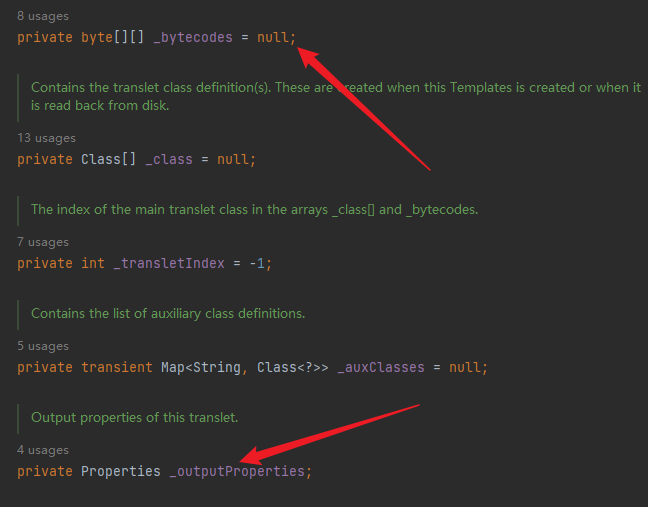 8 usages
private byte[][] _bytecodes = null;
Contains the translet class definition(s). These are created when this Templates is created or when it
is read back from disk.
13 usages
private Class[] _class = null;
The index of the main translet class in the arrays _class[] and _bytecodes.
7 usages
private int _transletIndex = -1;
Contains the list of auxiliary class definitions.
5 usages
private transient Map<String, Class<?>> _auxClasses = null;
Output properties of this translet.
4 usages
private Properties _outputProperties;